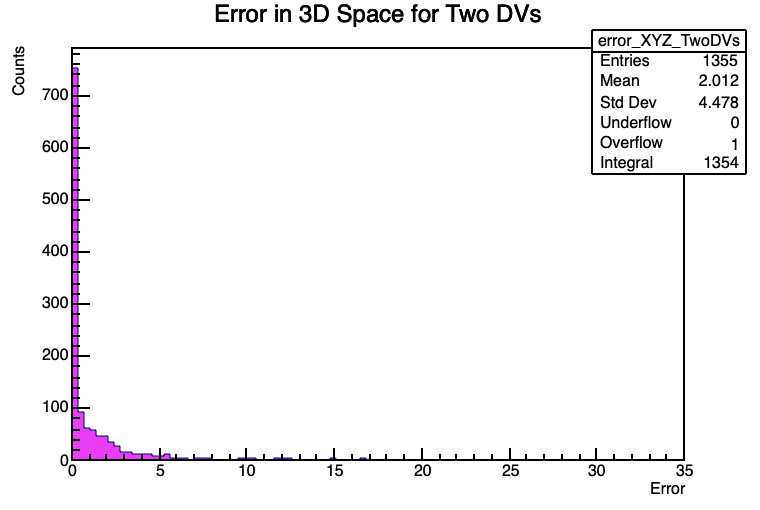 Error in 3D Space for Two DVs
error_XYZ_TwoDVs
Entries 1355
Mean 2.012
Std Dev 4.478
Underflow 0
Overflow 1
Integral 1354
Counts
700
600
500
400
300
200
100
0
0 5 10 15 20 25 30 35
Error